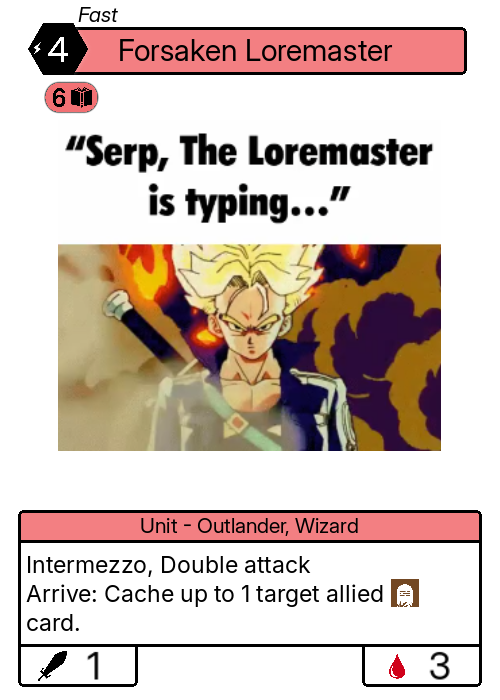 Fast
4 Forsaken Loremaster
6
“Serp, The Loremaster
is typing...”
Unit - Outlander, Wizard
Intermezzo, Double attack
Arrive: Cache up to 1 target allied
card.
1 3